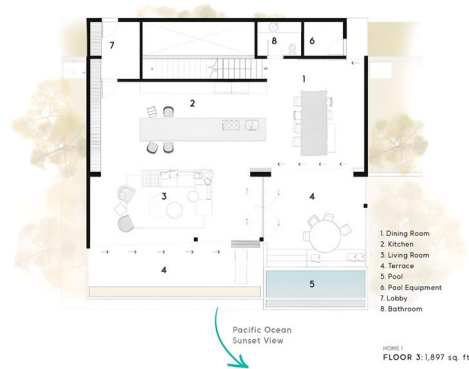 7
8
6
1
2
3
4
4
5
1. Dining Room
2. Kitchen
3. Living Room
4. Terrace
5. Pool
6. Pool Equipment
7. Lobby
8. Bathroom
Pacific Ocean
Sunset View
HOME 1
FLOOR 3: 1,897 sq. ft